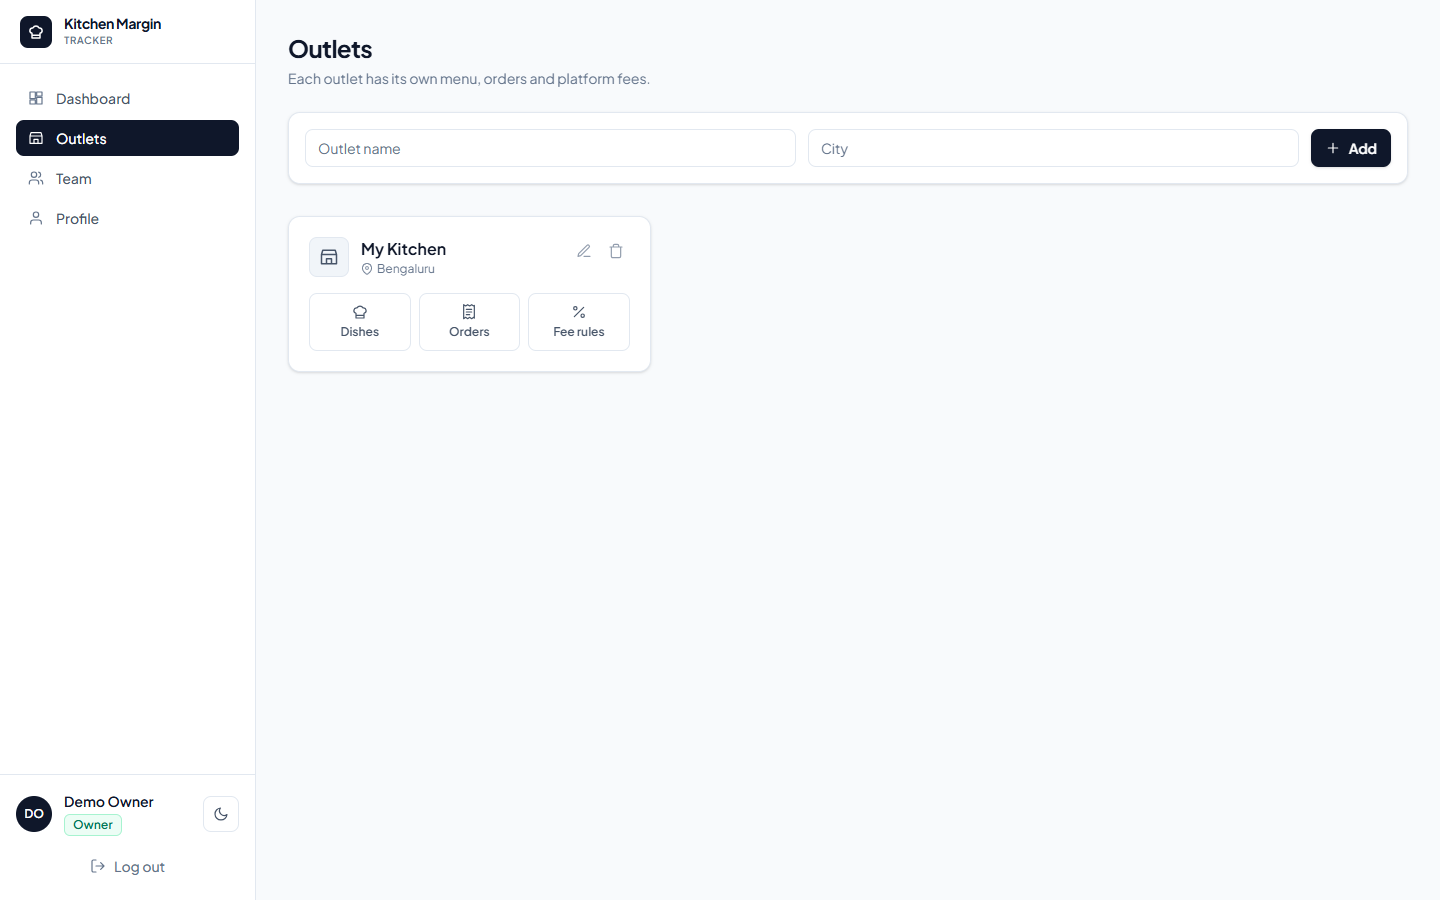 Kitchen Margin
TRACKER
Dashboard
Outlets
Team
Profile
Demo Owner
DO
Owner
Log out
Outlets
Each outlet has its own menu, orders and platform fees.
Outlet name
City
Add
My Kitchen
Bengaluru
Dishes
Orders
Fee rules